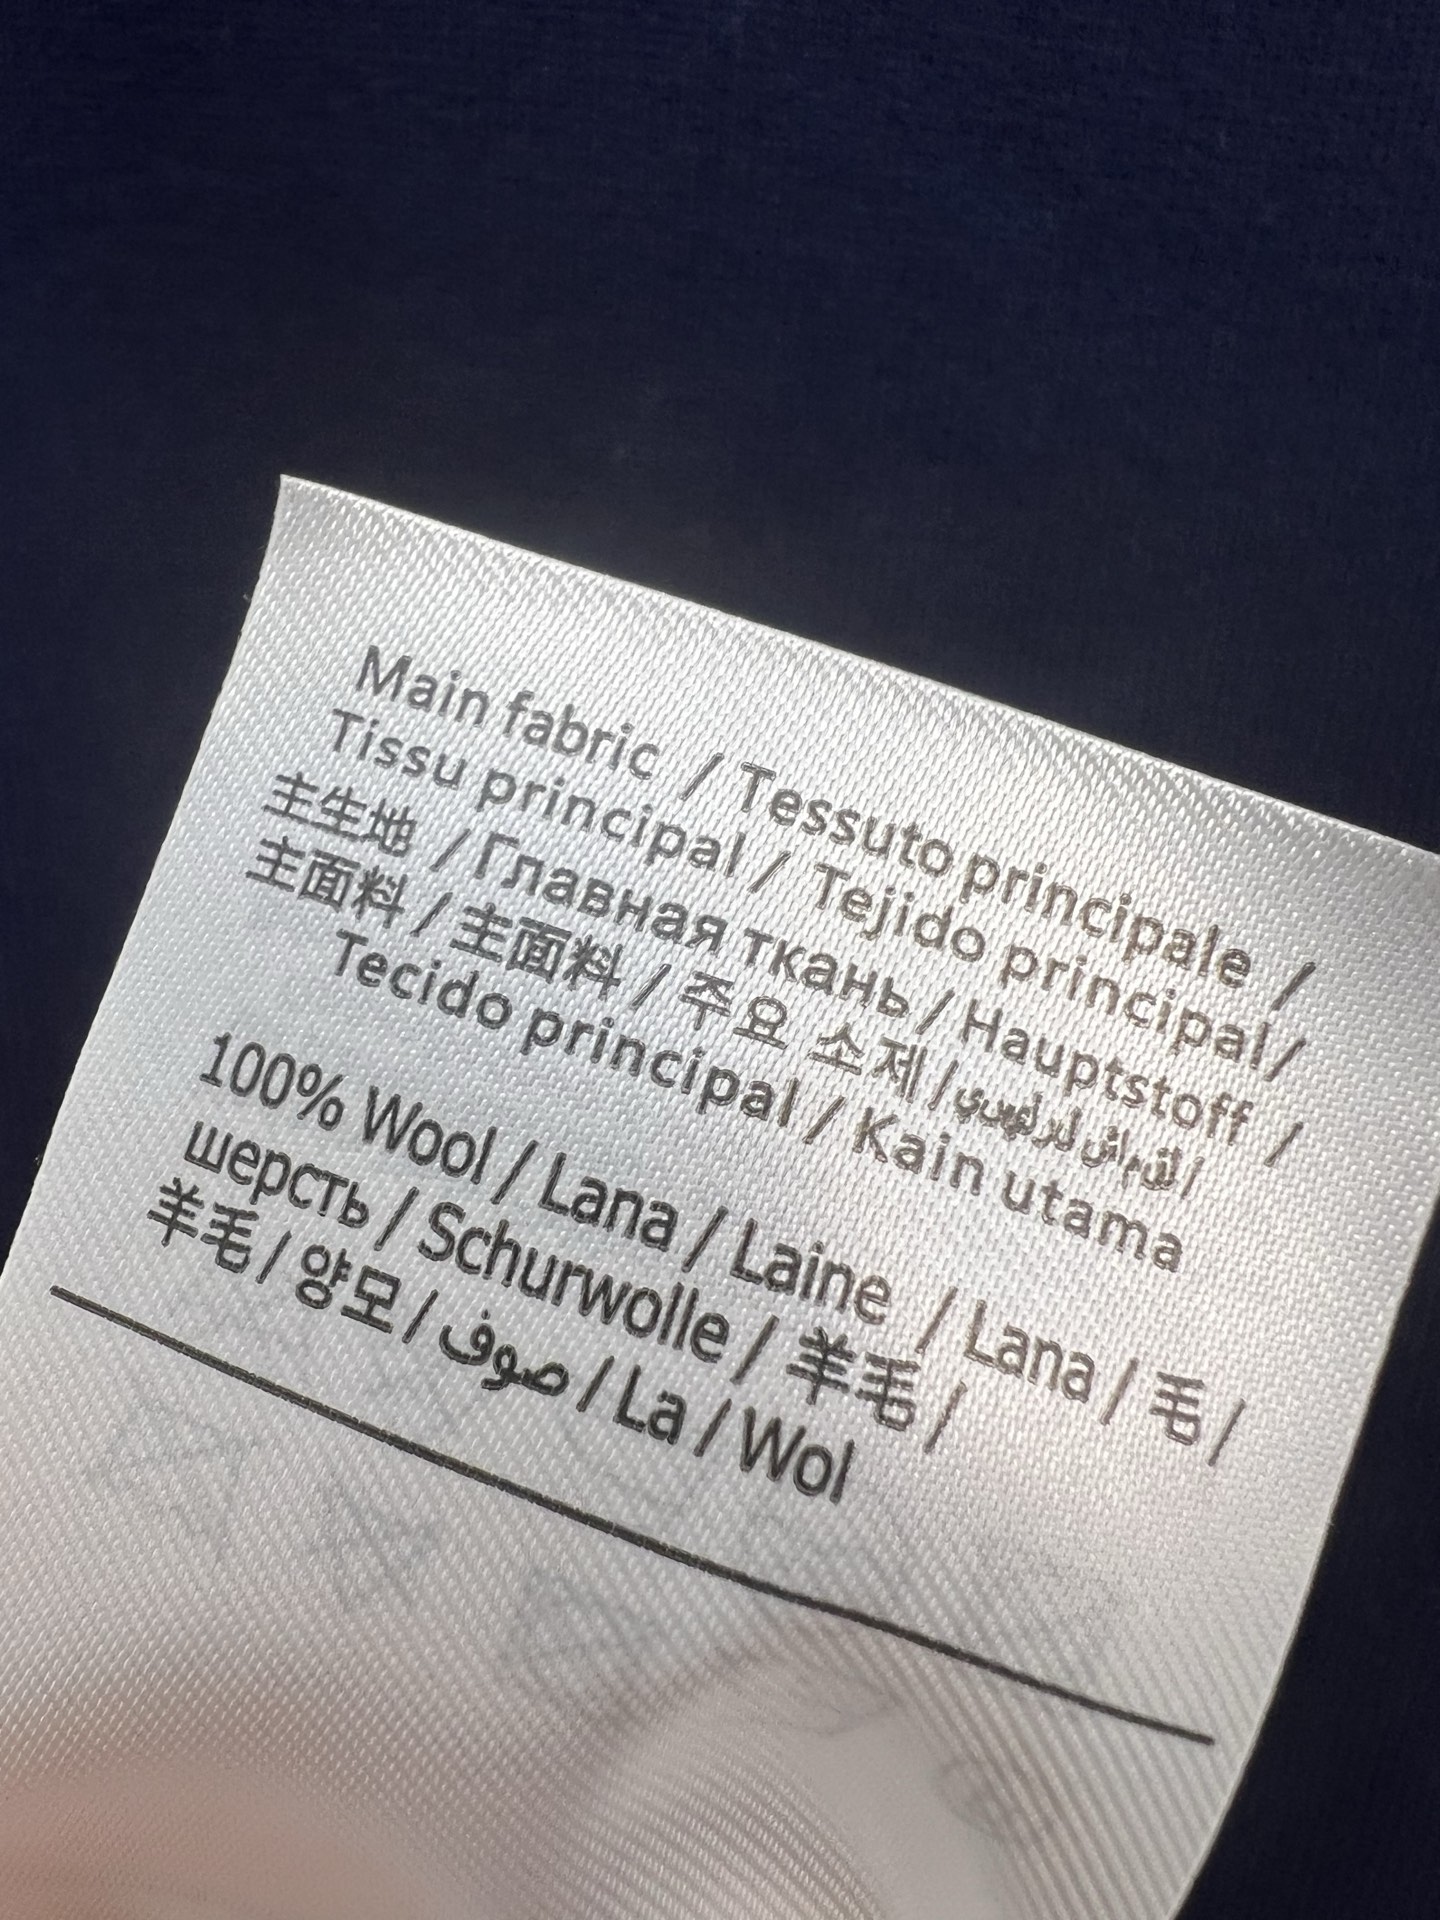 Main fabric / Tessuto principale /
Tissu principal / Tejido principal /
主生地 / Главная ткань / Hauptstoff /
主面料 / 主面料 / 주요 소제 /
Tecido principal / Kain utama
100% Wool / Lana / Laine / Lana / 毛 /
шерсть / Schurwolle / 羊毛 /
羊毛 / 양모 / صوف / La / Wol